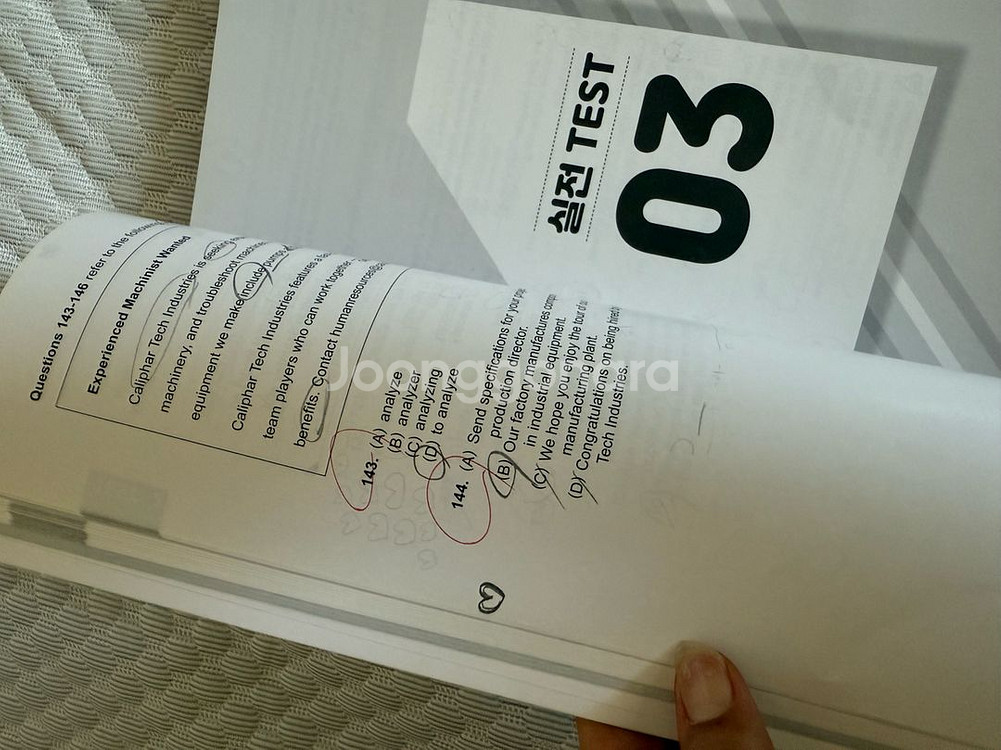 실전 TEST
03
Questions 143-146 refer to the
Experienced Machinist Wanted
Caliphar Tech Industries is seeking
machinery, and troubleshoot
equipment we make include
Caliphar Tech Industries features a
team players who can work together
benefits. Contact
143. (A) analyze
(B) analyzer
(C) analyzing
(D) to analyze
144. (A) Send specifications for your
production director.
(B) Our factory manufactures
in industrial equipment.
(C) We hope you enjoy the tour of
manufacturing plant.
(D) Congratulations on being
Tech Industries.